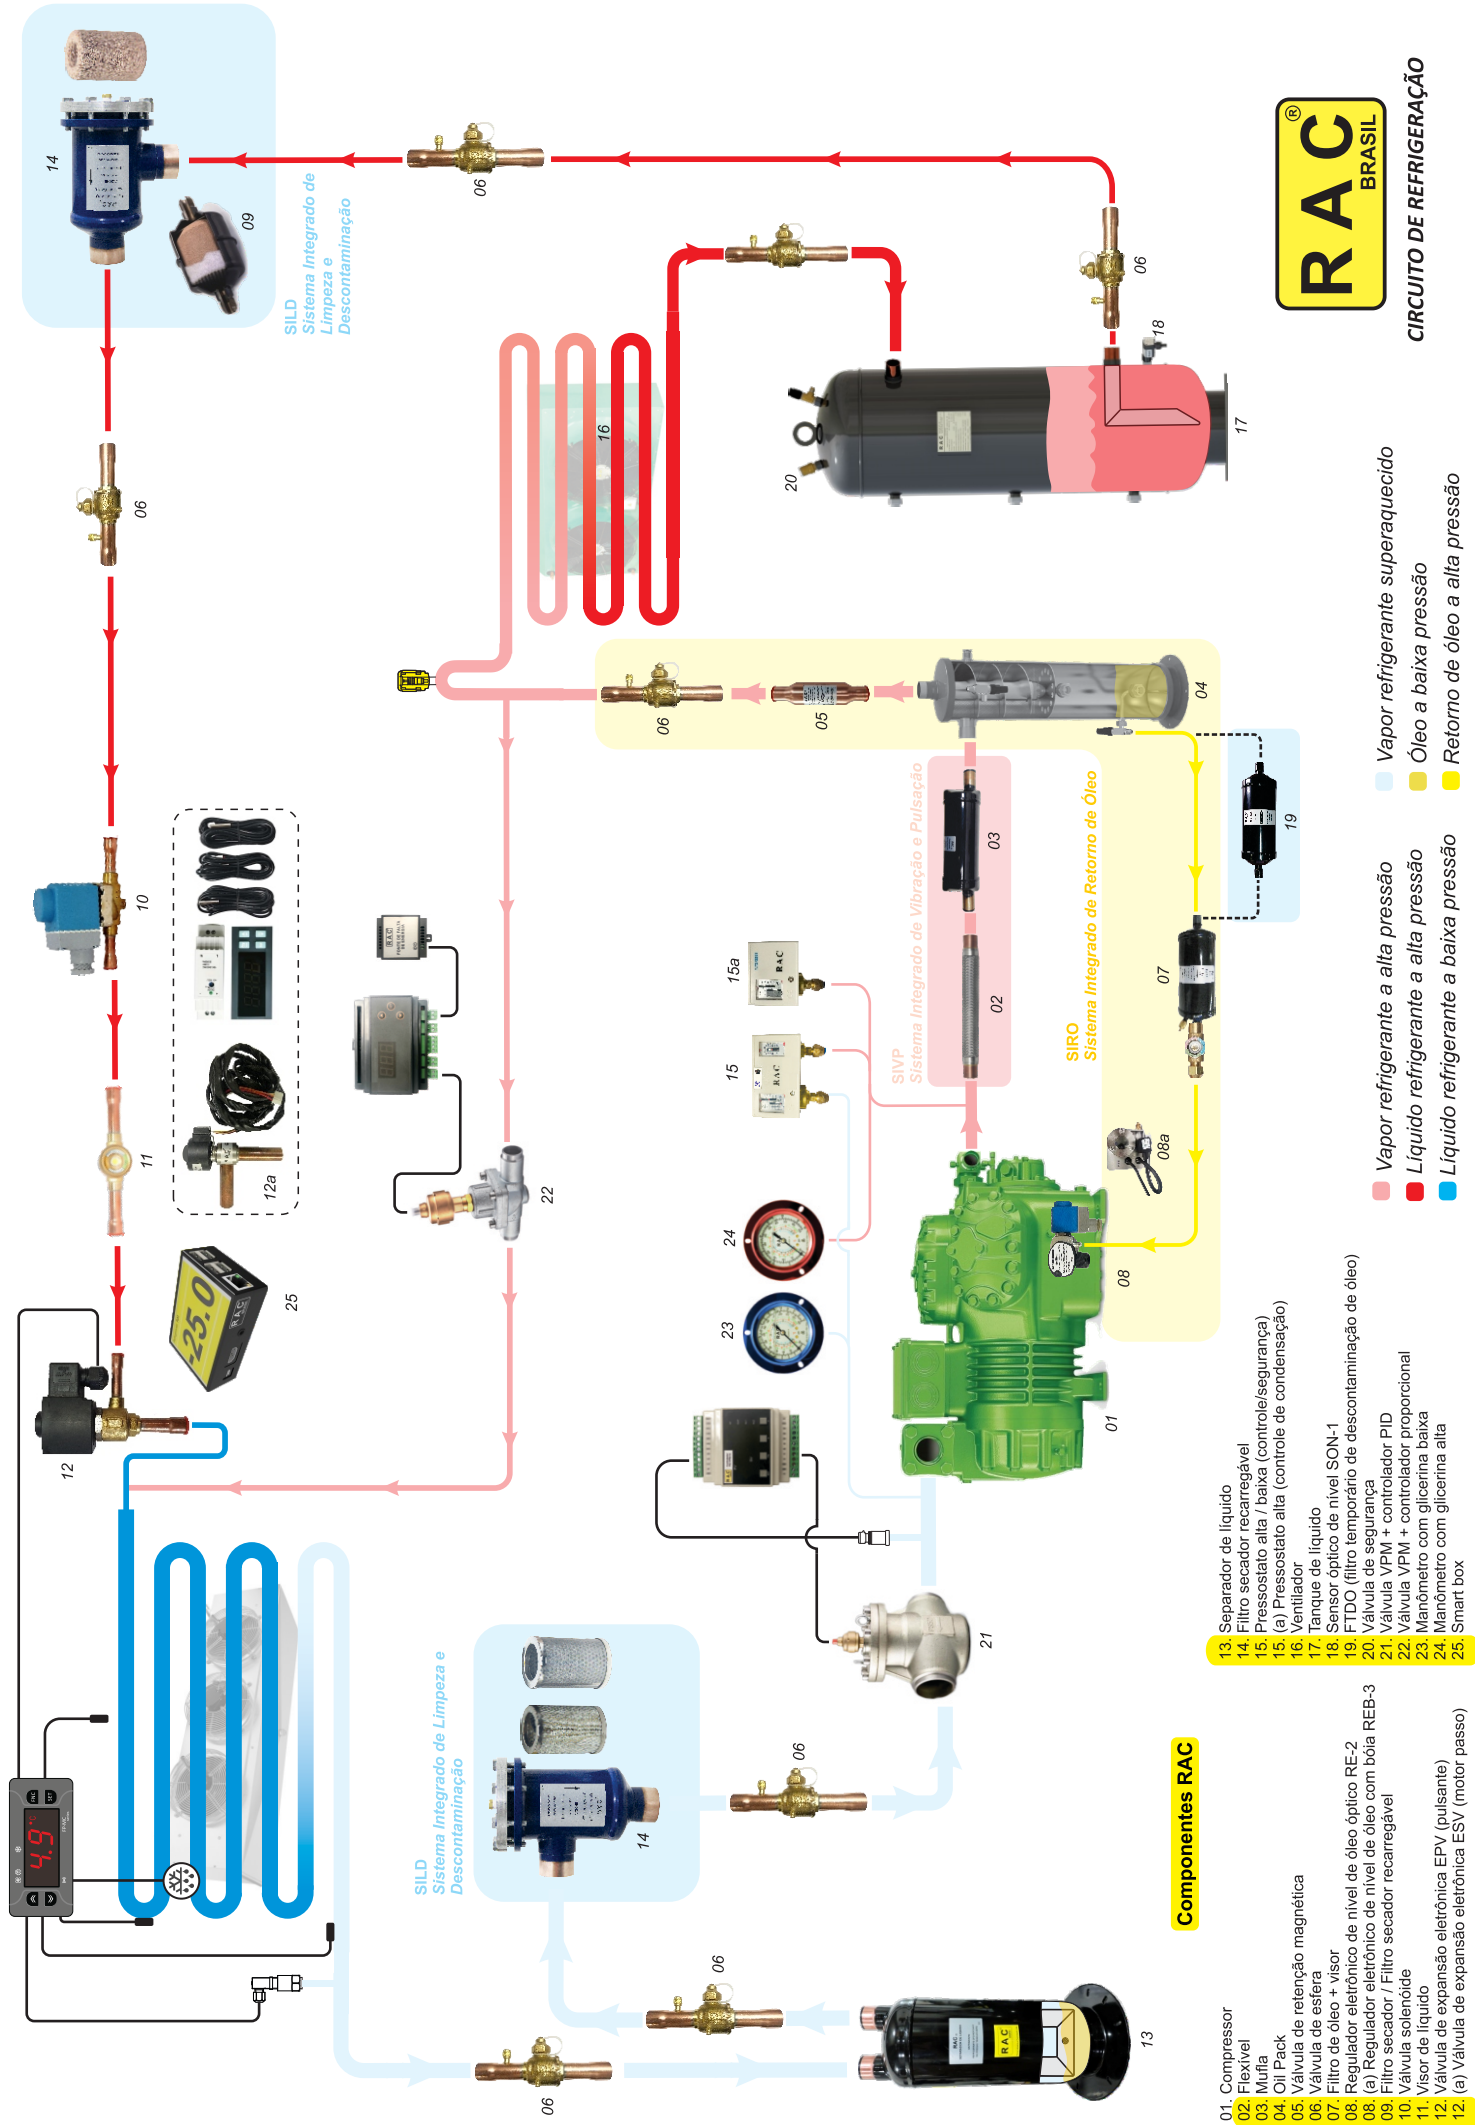 CIRCUITO DE REFRIGERAÇÃO
R A C ®
BRASIL
SILD
Sistema Integrado de
Limpeza e
Descontaminação
14
09
06
06
06
06
18
17
20
16
10
11
12a
12
25
-25.0
RAC
22
15a
15
RAC
RAC
24
23
SIVP
Sistema Integrado de Vibração e Pulsação
02
03
SIRO
Sistema Integrado de Retorno de Óleo
04
05
06
07
19
08a
08
01
21
SILD
Sistema Integrado de Limpeza e
Descontaminação
14
06
06
06
13
RAC
4.9 °C
FNC
SET
Vapor refrigerante a alta pressão
Líquido refrigerante a alta pressão
Líquido refrigerante a baixa pressão
Vapor refrigerante superaquecido
Óleo a baixa pressão
Retorno de óleo a alta pressão
Componentes RAC
01. Compressor
02. Flexível
03. Mufla
04. Oil Pack
05. Válvula de retenção magnética
06. Válvula de esfera
07. Filtro de óleo + visor
08. Regulador eletrônico de nível de óleo óptico RE-2
08. (a) Regulador eletrônico de nível de óleo com bóia REB-3
09. Filtro secador / Filtro secador recarregável
10. Válvula solenóide
11. Visor de líquido
12. Válvula de expansão eletrônica EPV (pulsante)
12. (a) Válvula de expansão eletrônica ESV (motor passo)
13. Separador de líquido
14. Filtro secador recarregável
15. Pressostato alta / baixa (controle/segurança)
15. (a) Pressostato alta (controle de condensação)
16. Ventilador
17. Tanque de líquido
18. Sensor óptico de nível SON-1
19. FTDO (filtro temporário de descontaminação de óleo)
20. Válvula de segurança
21. Válvula VPM + controlador PID
22. Válvula VPM + controlador proporcional
23. Manômetro com glicerina baixa
24. Manômetro com glicerina alta
25. Smart box